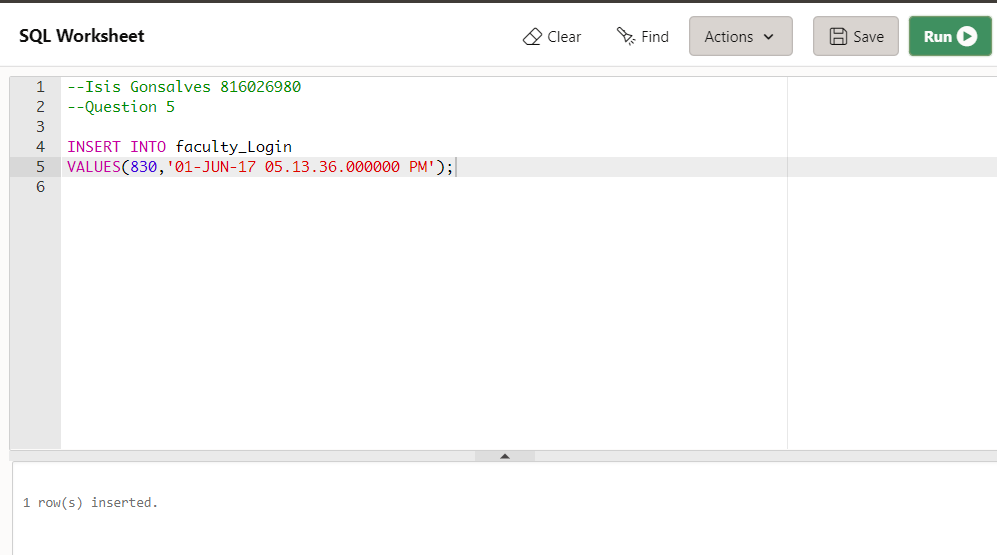 SQL Worksheet
Clear
Find
Actions
Save
Run
1 --Isis Gonsalves 816026980
2 --Question 5
3
4 INSERT INTO faculty_Login
5 VALUES(830,'01-JUN-17 05.13.36.000000 PM');
6
1 row(s) inserted.